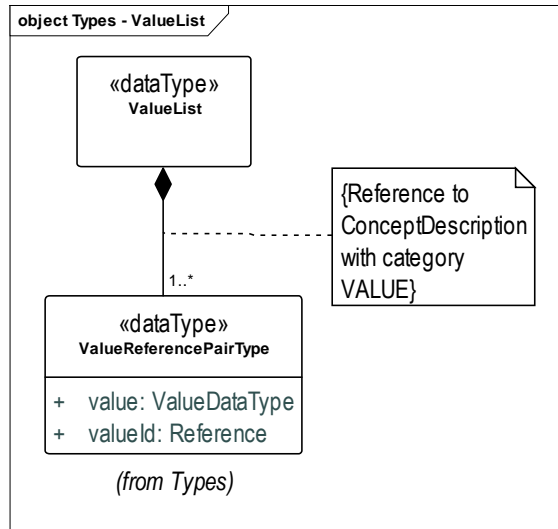 object Types - ValueList
«dataType»
ValueList
{Reference to
ConceptDescription
with category
VALUE}
1..*
«dataType»
ValueReferencePairType
+ value: ValueDataType
+ valueId: Reference
(from Types)